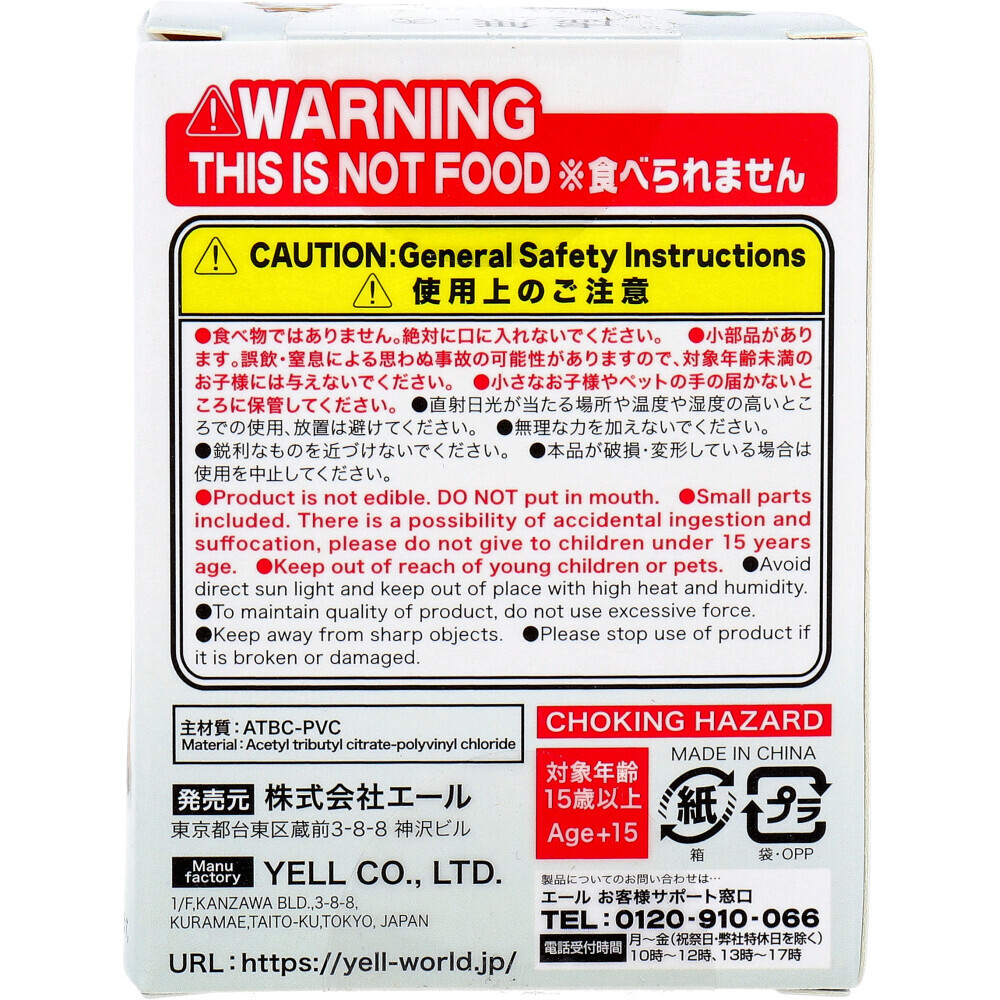 WARNING
THIS IS NOT FOOD ※食べられません
CAUTION:General Safety Instructions
使用上のご注意
●食べ物ではありません。絶対に口に入れないでください。 ●小部品があり
ます。誤飲・窒息による思わぬ事故の可能性がありますので、対象年齢未満の
お子様には与えないでください。 ●小さなお子様やペットの手の届かないと
ころに保管してください。 ●直射日光が当たる場所や温度や湿度の高いとこ
ろでの使用、放置は避けてください。 ●無理な力を加えないでください。
●鋭利なものを近づけないでください。 ●本品が破損・変形している場合は
使用を中止してください。
●Product is not edible. DO NOT put in mouth. ●Small parts
included. There is a possibility of accidental ingestion and
suffocation, please do not give to children under 15 years
age. ●Keep out of reach of young children or pets. ●Avoid
direct sun light and keep out of place with high heat and humidity.
●To maintain quality of product, do not use excessive force.
●Keep away from sharp objects. ●Please stop use of product if
it is broken or damaged.
主材質:ATBC-PVC
Material:Acetyl tributyl citrate-polyvinyl chloride
発売元 株式会社エール
東京都台東区蔵前3-8-8 神沢ビル
Manu
factory YELL CO., LTD.
1/F,KANZAWA BLD.,3-8-8,
KURAMAE,TAITO-KU,TOKYO, JAPAN
URL:https://yell-world.jp/
CHOKING HAZARD
対象年齢
15歳以上
Age+15
MADE IN CHINA
紙 プラ
箱 袋・OPP
製品についてのお問い合わせは…
エール お客様サポート窓口
TEL:0120-910-066
電話受付時間 月〜金(祝祭日・弊社特休日を除く)
10時〜12時、13時〜17時